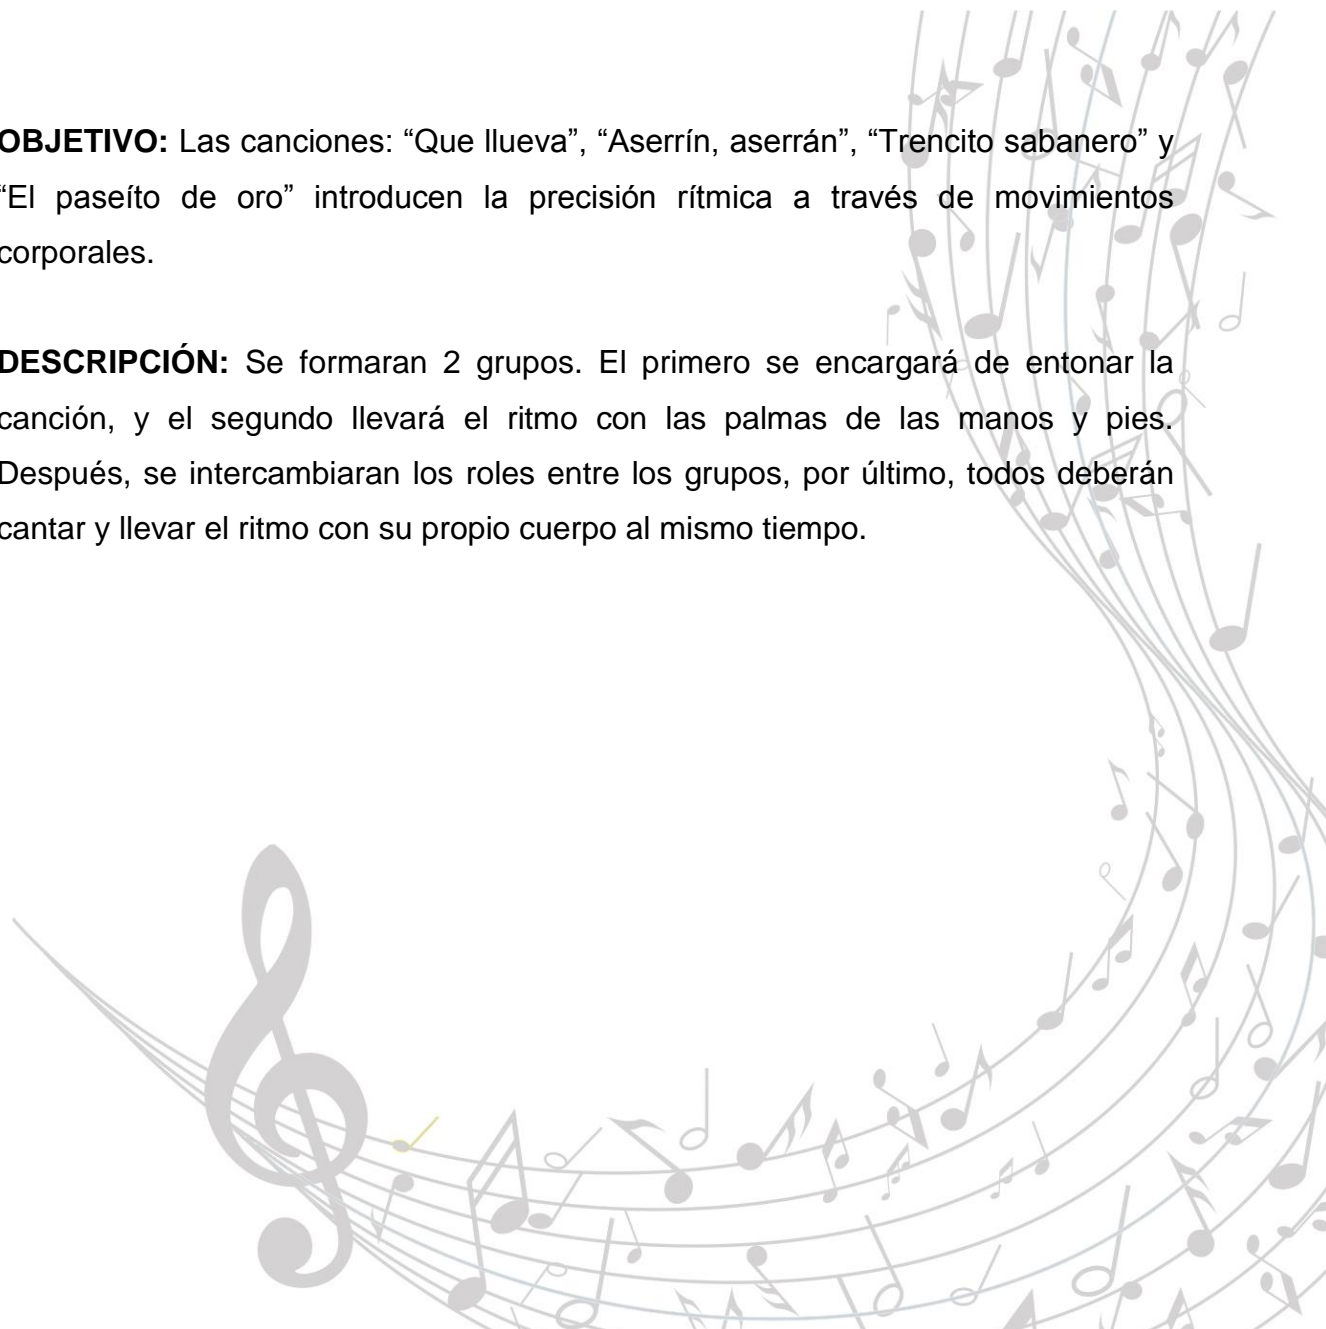 OBJETIVO: Las canciones: “Que llueva”, “Aserrín, aserrán”, “Trencito sabanero” y
“El paseíto de oro” introducen la precisión rítmica a través de movimientos
corporales.
DESCRIPCIÓN: Se formaran 2 grupos. El primero se encargará de entonar la
canción, y el segundo llevará el ritmo con las palmas de las manos y pies.
Después, se intercambiaran los roles entre los grupos, por último, todos deberán
cantar y llevar el ritmo con su propio cuerpo al mismo tiempo.